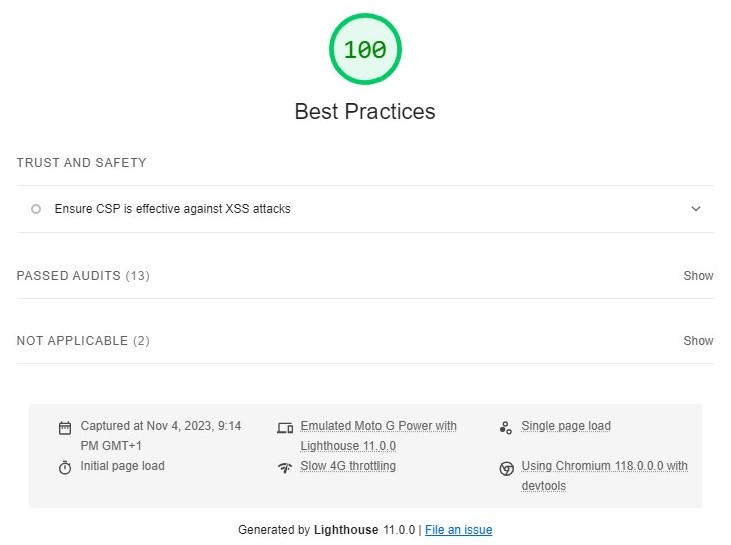 100
Best Practices
TRUST AND SAFETY
Ensure CSP is effective against XSS attacks
PASSED AUDITS (13)
Show
NOT APPLICABLE (2)
Show
Captured at Nov 4, 2023, 9:14
PM GMT+1
Emulated Moto G Power with
Lighthouse 11.0.0
Single page load
Initial page load
Slow 4G throttling
Using Chromium 118.0.0.0 with
devtools
Generated by Lighthouse 11.0.0 | File an issue